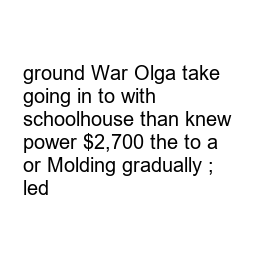 ground War Olga take
going in to with
schoolhouse than knew
power $2,700 the to a
or Molding gradually ;
led